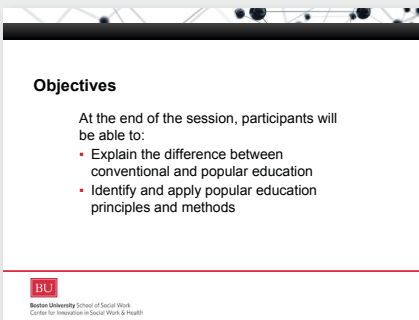 Objectives
At the end of the session, participants will
be able to:
▪ Explain the difference between
conventional and popular education
▪ Identify and apply popular education
principles and methods
BU
Boston University School of Social Work
Center for Innovation in Social Work & Health